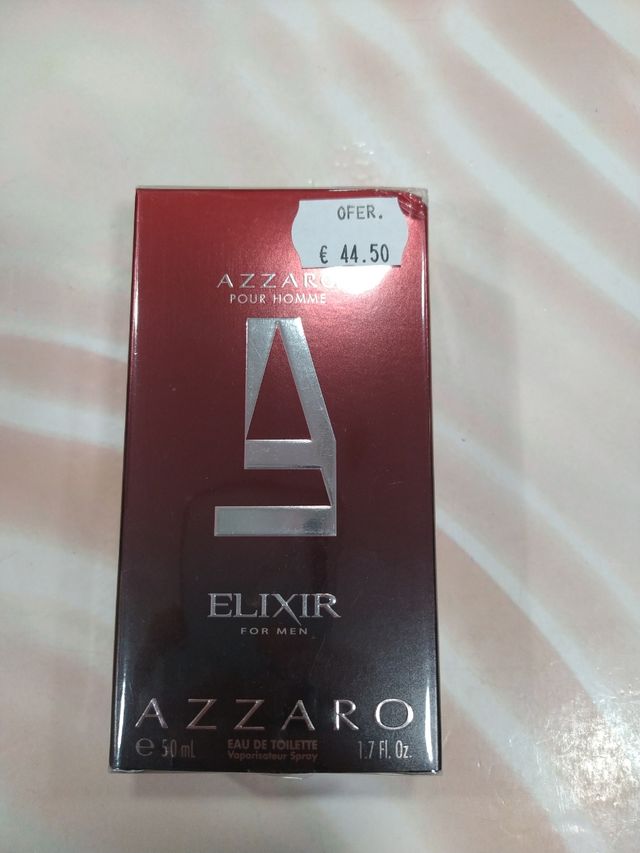 OFER.
€ 44.50
AZZARO
POUR HOMME
ELIXIR
FOR MEN
AZZARO
e 50 mL EAU DE TOILETTE 1.7 Fl. Oz.
Vaporisateur Spray